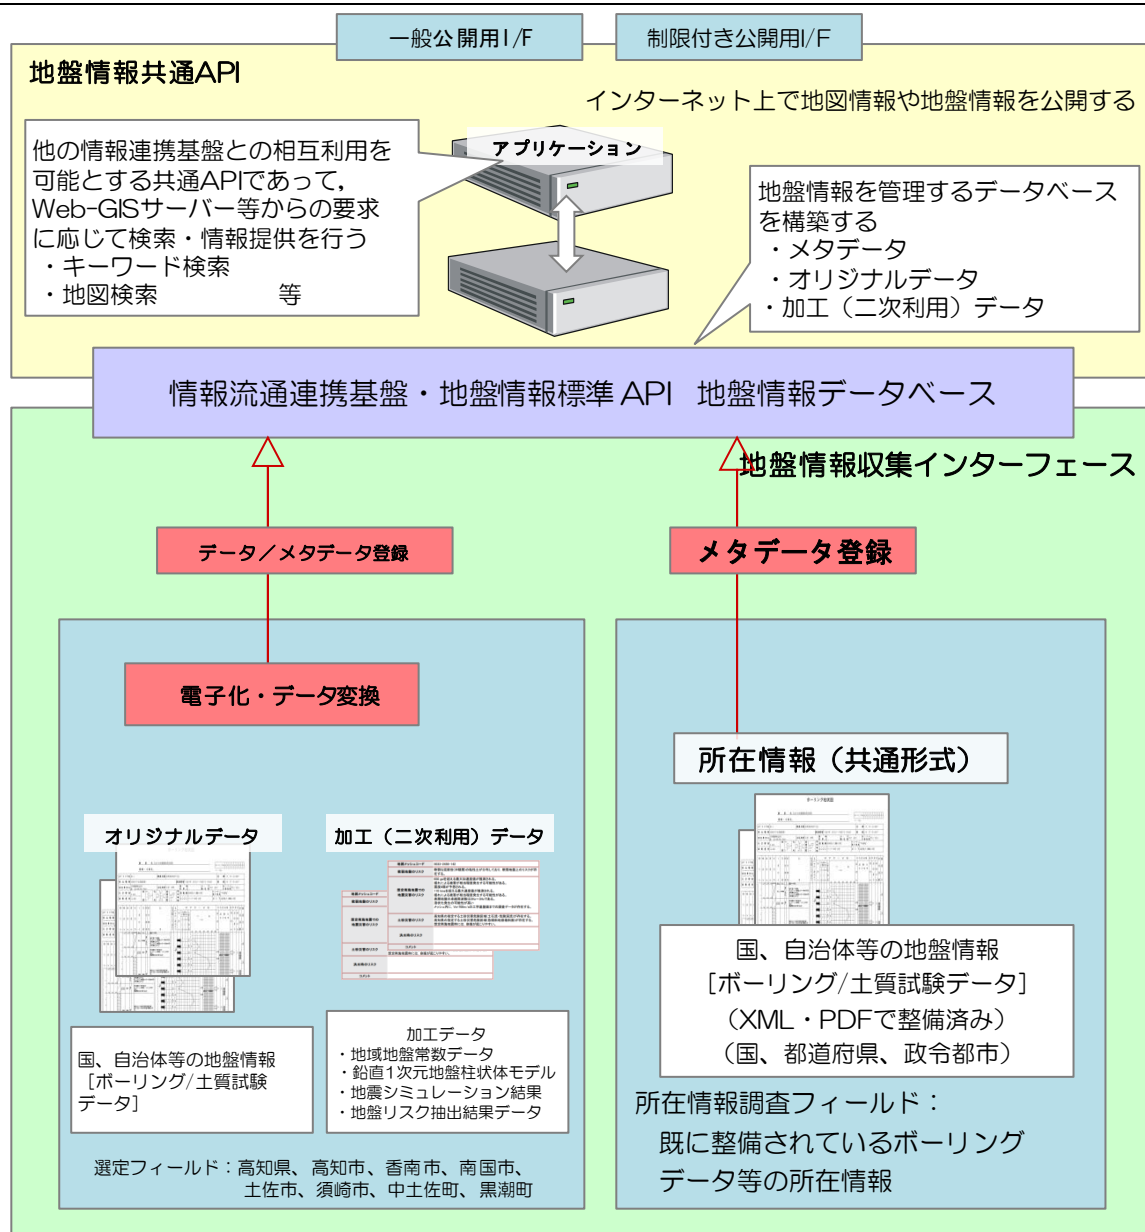 一般公開用I/F
制限付き公開用I/F
地盤情報共通API
インターネット上で地図情報や地盤情報を公開する
他の情報連携基盤との相互利用を
可能とする共通APIであって，
Web-GISサーバー等からの要求
に応じて検索・情報提供を行う
・キーワード検索
・地図検索 等
アプリケーション
地盤情報を管理するデータベース
を構築する
・メタデータ
・オリジナルデータ
・加工（二次利用）データ
情報流通連携基盤・地盤情報標準 API 地盤情報データベース
地盤情報収集インターフェース
データ／メタデータ登録
メタデータ登録
電子化・データ変換
所在情報（共通形式）
オリジナルデータ
加工（二次利用）データ
国、自治体等の地盤情報
［ボーリング/土質試験
データ］
加工データ
・地域地盤常数データ
・鉛直1次元地盤柱状体モデル
・地震シミュレーション結果
・地盤リスク抽出結果データ
選定フィールド：高知県、高知市、香南市、南国市、
土佐市、須崎市、中土佐町、黒潮町
国、自治体等の地盤情報
［ボーリング/土質試験データ］
（XML・PDFで整備済み）
（国、都道府県、政令都市）
所在情報調査フィールド：
既に整備されているボーリング
データ等の所在情報